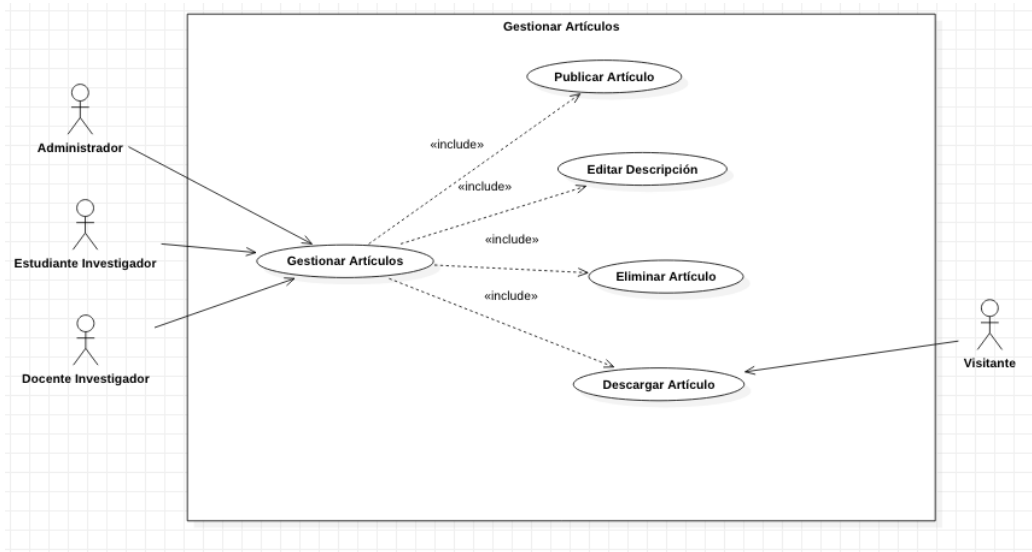 Gestionar Artículos
Publicar Artículo
Administrador
«include»
Editar Descripción
«include»
Estudiante Investigador
«include»
Gestionar Artículos
Eliminar Artículo
«include»
Docente Investigador
Visitante
Descargar Artículo